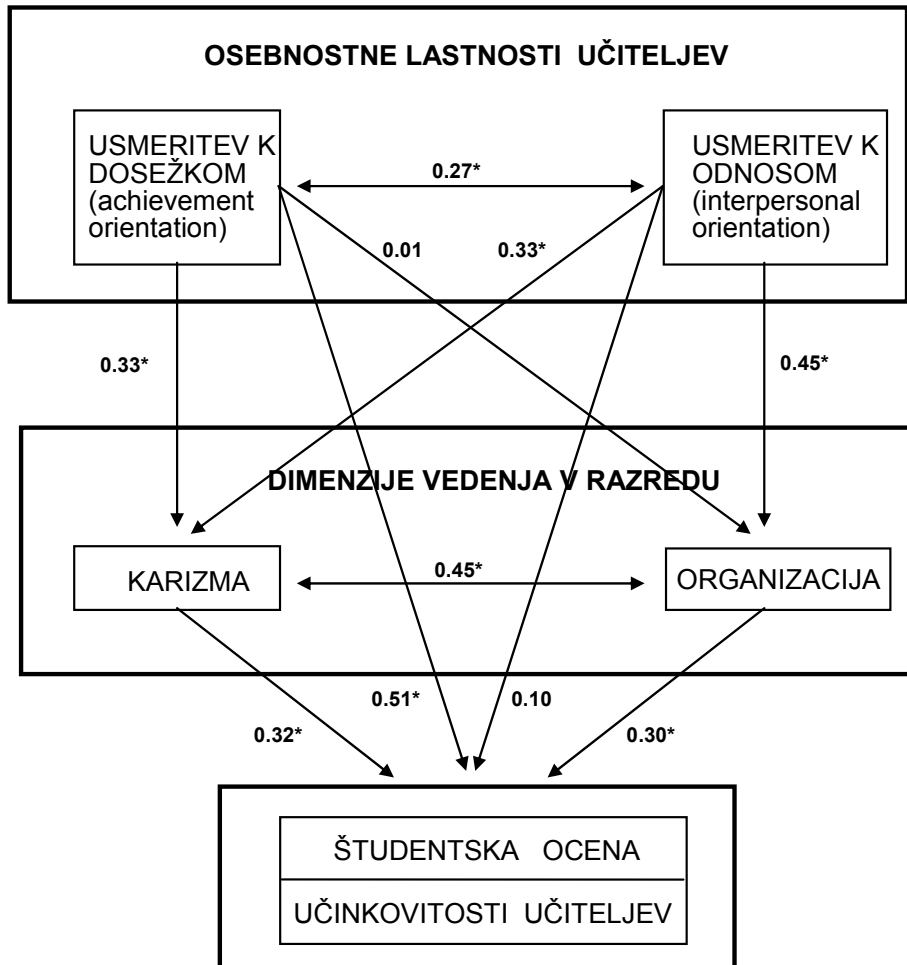 OSEBNOSTNE LASTNOSTI UČITELJEV
USMERITEV K
DOSEŽKOM
(achievement
orientation)
0.27*
USMERITEV K
ODNOSOM
(interpersonal
orientation)
0.01
0.33*
0.33*
0.45*
DIMENZIJE VEDENJA V RAZREDU
KARIZMA
0.45*
ORGANIZACIJA
0.51*
0.10
0.32*
0.30*
ŠTUDENTSKA OCENA
UČINKOVITOSTI UČITELJEV